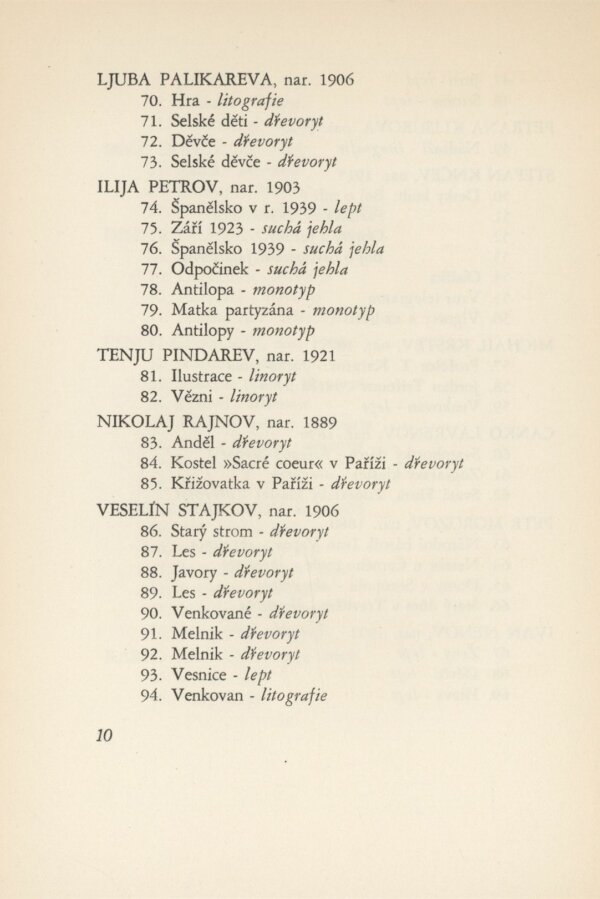 LJUBA PALIKAREVA, nar. 1906
70. Hra - litografie
71. Selské děti - dřevoryt
72. Děvče - dřevoryt
73. Selské děvče - dřevoryt
ILIJA PETROV, nar. 1903
74. Španělsko v r. 1939 - lept
75. Září 1923 - suchá jehla
76. Španělsko 1939 - suchá jehla
77. Odpočinek - suchá jehla
78. Antilopa - monotyp
79. Matka partyzána - monotyp
80. Antilopy - monotyp
TENJU PINDAREV, nar. 1921
81. Ilustrace - linoryt
82. Vězni - linoryt
NIKOLAJ RAJNOV, nar. 1889
83. Anděl - dřevoryt
84. Kostel »Sacré coeur« v Paříži - dřevoryt
85. Křižovatka v Paříži - dřevoryt
VESELÍN STAJKOV, nar. 1906
86. Starý strom - dřevoryt
87. Les - dřevoryt
88. Javory - dřevoryt
89. Les - dřevoryt
90. Venkované - dřevoryt
91. Melnik - dřevoryt
92. Melnik - dřevoryt
93. Vesnice - lept
94. Venkovan - litografie
10